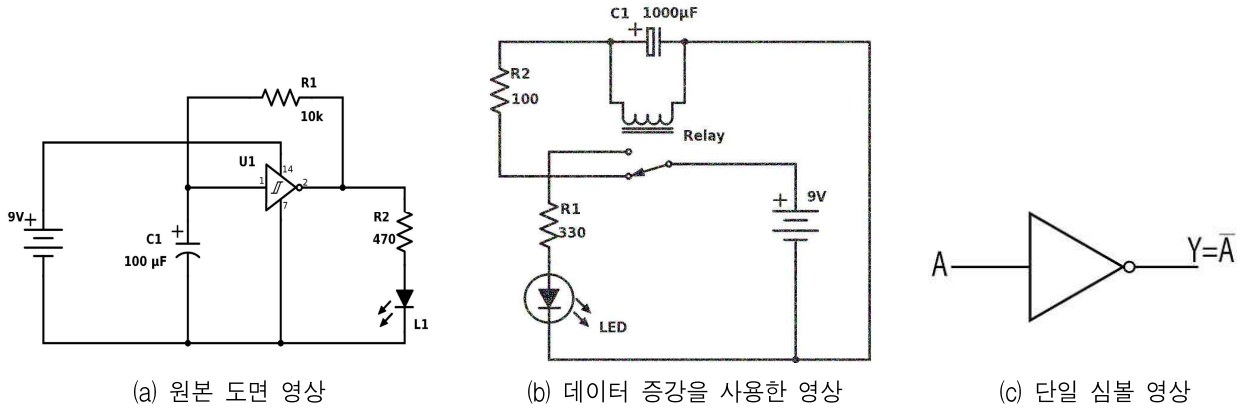 R1
10k
U1
14
1
2
7
9V+
+
C1
100 µF
R2
470
L1
(a) 원본 도면 영상
C1 1000µF
+
R2
100
Relay
R1
330
+ 9V
LED
(b) 데이터 증강을 사용한 영상
A
Y=A̅
(c) 단일 심볼 영상